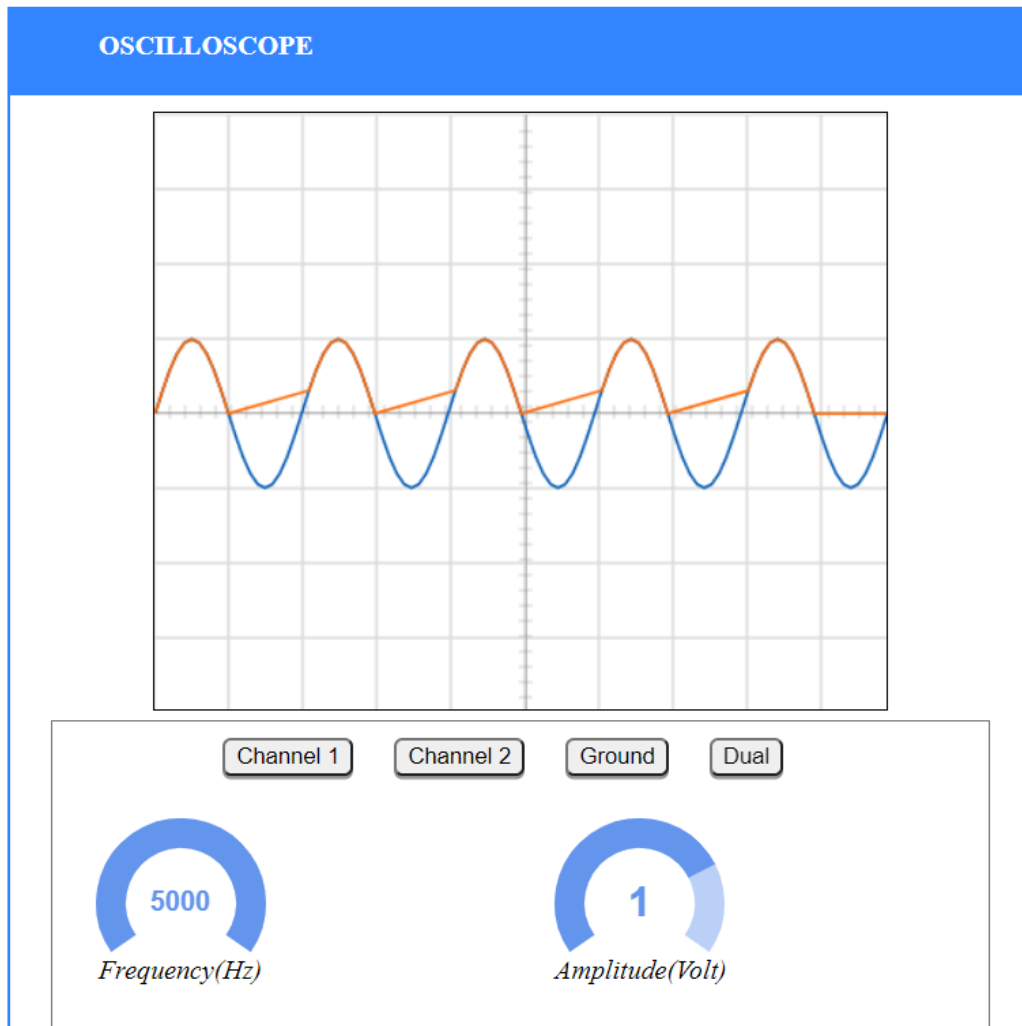 OSCILLOSCOPE
Channel 1 Channel 2 Ground Dual
5000 1
Frequency(Hz) Amplitude(Volt)